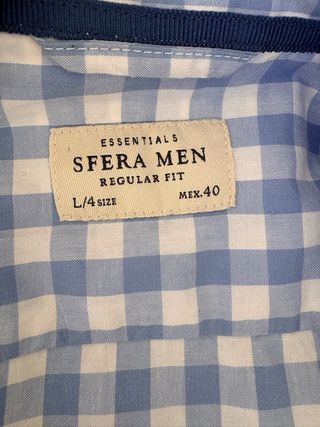 ESSENTIALS
SFERA MEN
REGULAR FIT
L/4 SIZE MEX.40